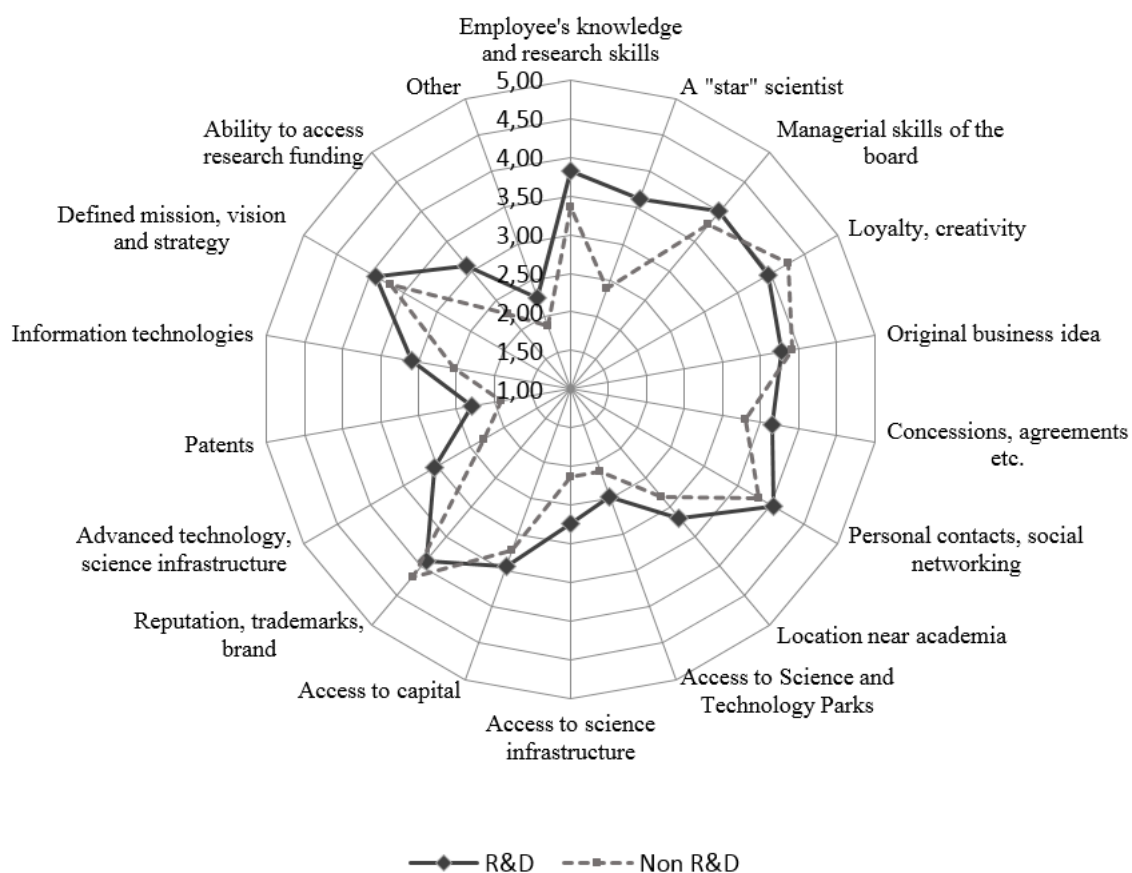 Employee's knowledge
and research skills
A "star" scientist
Managerial skills of the
board
Loyalty, creativity
Original business idea
Concessions, agreements
etc.
Personal contacts, social
networking
Location near academia
Access to Science and
Technology Parks
Access to science
infrastructure
Access to capital
Reputation, trademarks,
brand
Advanced technology,
science infrastructure
Patents
Information technologies
Defined mission, vision
and strategy
Ability to access
research funding
Other
5,00
4,50
4,00
3,50
3,00
2,50
2,00
1,50
1,00
R&D
Non R&D